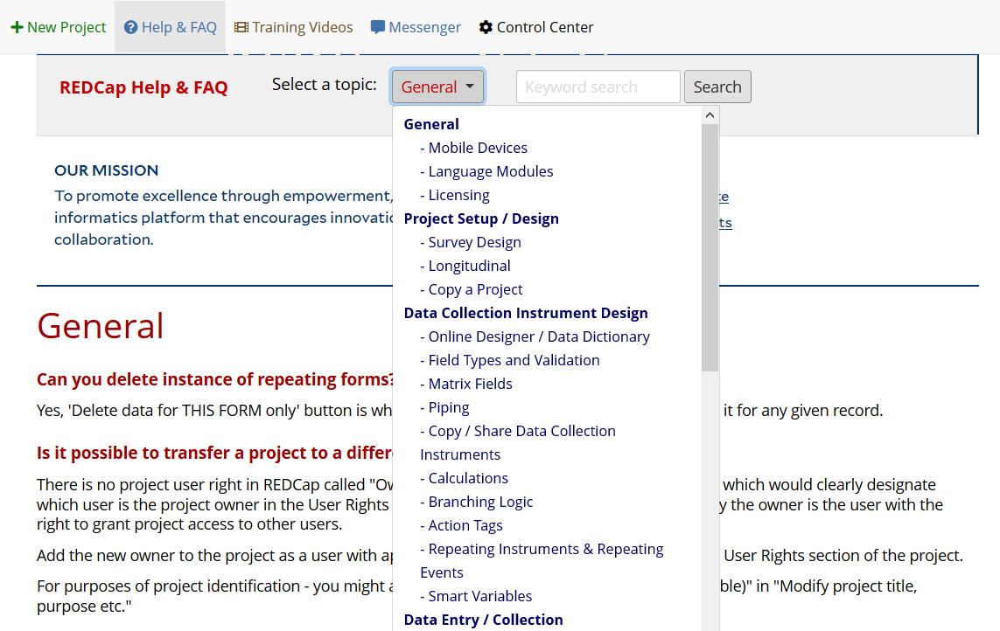 New Project Help & FAQ Training Videos Messenger Control Center
REDCap Help & FAQ Select a topic: General Keyword search Search
General
- Mobile Devices
- Language Modules
- Licensing
Project Setup / Design
- Survey Design
- Longitudinal
- Copy a Project
Data Collection Instrument Design
- Online Designer / Data Dictionary
- Field Types and Validation
- Matrix Fields
- Piping
- Copy / Share Data Collection
Instruments
- Calculations
- Branching Logic
- Action Tags
- Repeating Instruments & Repeating
Events
- Smart Variables
Data Entry / Collection
OUR MISSION
To promote excellence through empowerment,
informatics platform that encourages
collaboration.
General
Can you delete instance of repeating forms?
Yes, 'Delete data for THIS FORM only' button is it for any given record.
Is it possible to transfer a project to a
There is no project user right in REDCap called which would clearly designate
which user is the project owner in the User Rights the owner is the user with the
right to grant project access to other users.
Add the new owner to the project as a user with User Rights section of the project.
For purposes of project identification - you might in "Modify project title,
purpose etc."